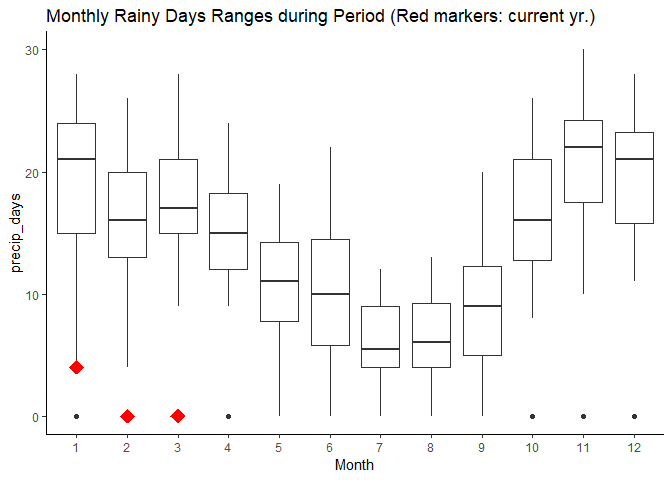 Monthly Rainy Days Ranges during Period (Red markers: current yr.)
30
20
10
0
precip_days
1 2 3 4 5 6 7 8 9 10 11 12
Month